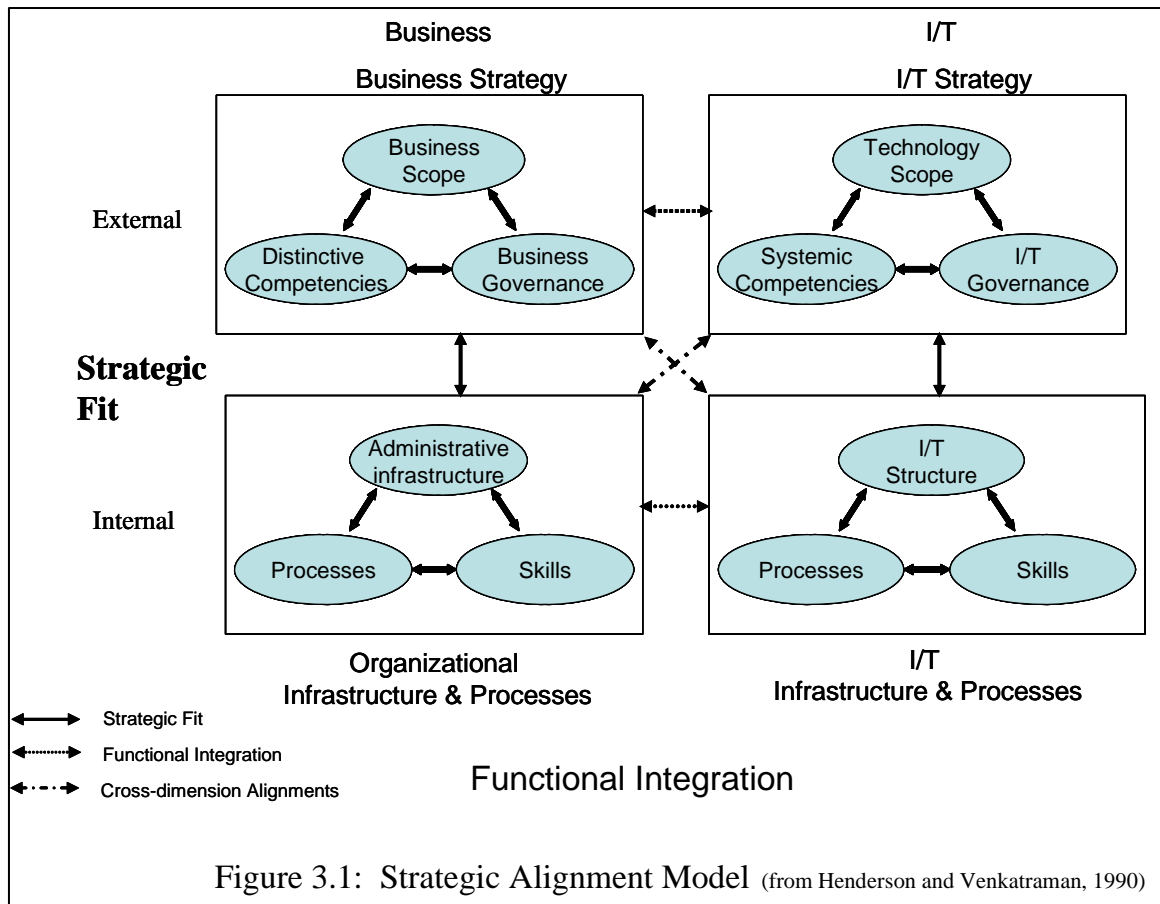 Business
I/T
Business Strategy
I/T Strategy
Business
Scope
Technology
Scope
External
Distinctive
Competencies
Business
Governance
Systemic
Competencies
I/T
Governance
Strategic
Fit
Administrative
infrastructure
I/T
Structure
Internal
Processes
Skills
Processes
Skills
Organizational
Infrastructure & Processes
I/T
Infrastructure & Processes
Strategic Fit
Functional Integration
Cross-dimension Alignments
Functional Integration
Figure 3.1: Strategic Alignment Model (from Henderson and Venkatraman, 1990)